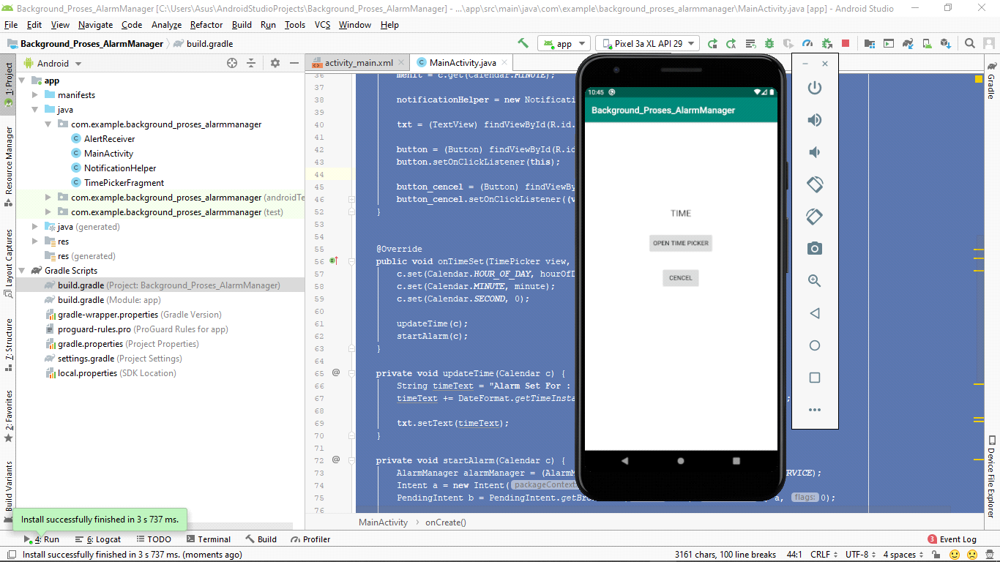 Background_Proses_AlarmManager [C:\Users\Asus\AndroidStudioProjects\Background_Proses_AlarmManager] - ...\app\src\main\java\com\example\background_proses_alarmmanager\MainActivity.java [app] - Android Studio
File Edit View Navigate Code Analyze Refactor Build Run Tools VCS Window Help
Background_Proses_AlarmManager build.gradle
app Pixel 3a XL API 29
1: Project
Resource Manager
Layout Captures
7: Structure
2: Favorites
Build Variants
Android
app
manifests
java
com.example.background_proses_alarmmanager
AlertReceiver
MainActivity
NotificationHelper
TimePickerFragment
com.example.background_proses_alarmmanager (androidTe
com.example.background_proses_alarmmanager (test)
java (generated)
res
res (generated)
Gradle Scripts
build.gradle (Project: Background_Proses_AlarmManager)
build.gradle (Module: app)
gradle-wrapper.properties (Gradle Version)
proguard-rules.pro (ProGuard Rules for app)
gradle.properties (Project Properties)
settings.gradle (Project Settings)
local.properties (SDK Location)
activity_main.xml MainActivity.java
36 menit = c.get(Calendar.MINUTE);
37
38 notificationHelper = new Notificati
39
40 txt = (TextView) findViewById(R.id.
41
42 button = (Button) findViewById(R.id
43 button.setOnClickListener(this);
44
45 button_cencel = (Button) findViewBy
46 button_cencel.setOnClickListener((v
52 }
53
54
55 @Override
56 public void onTimeSet(TimePicker view,
57 c.set(Calendar.HOUR_OF_DAY, hourOfD
58 c.set(Calendar.MINUTE, minute);
59 c.set(Calendar.SECOND, 0);
60
61 updateTime(c);
62 startAlarm(c);
63 }
64
65 @ private void updateTime(Calendar c) {
66 String timeText = "Alarm Set For :
67 timeText += DateFormat.getTimeInsta ;
68
69 txt.setText(timeText);
70 }
71
72 @ private void startAlarm(Calendar c) {
73 AlarmManager alarmManager = (AlarmM RVICE);
74 Intent a = new Intent( packageContext
75 PendingIntent b = PendingIntent.getBro , a, flags: 0);
76
10:45
Background_Proses_AlarmManager
TIME
OPEN TIME PICKER
CENCEL
Gradle
Device File Explorer
MainActivity onCreate()
Install successfully finished in 3 s 737 ms.
4: Run 6: Logcat TODO Terminal Build Profiler 3 Event Log
Install successfully finished in 3 s 737 ms. (moments ago) 3161 chars, 100 line breaks 44:1 CRLF UTF-8 4 spaces